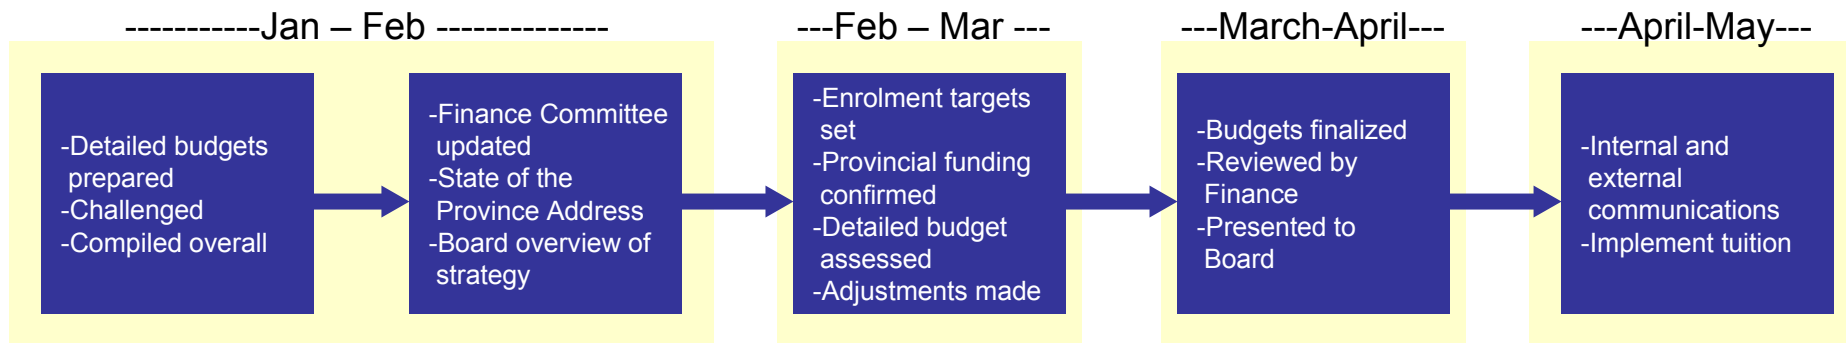 -----------Jan – Feb --------------
-Detailed budgets
prepared
-Challenged
-Compiled overall
-Finance Committee
updated
-State of the
Province Address
-Board overview of
strategy
---Feb – Mar ---
-Enrolment targets
set
-Provincial funding
confirmed
-Detailed budget
assessed
-Adjustments made
---March-April---
-Budgets finalized
-Reviewed by
Finance
-Presented to
Board
---April-May---
-Internal and
external
communications
-Implement tuition